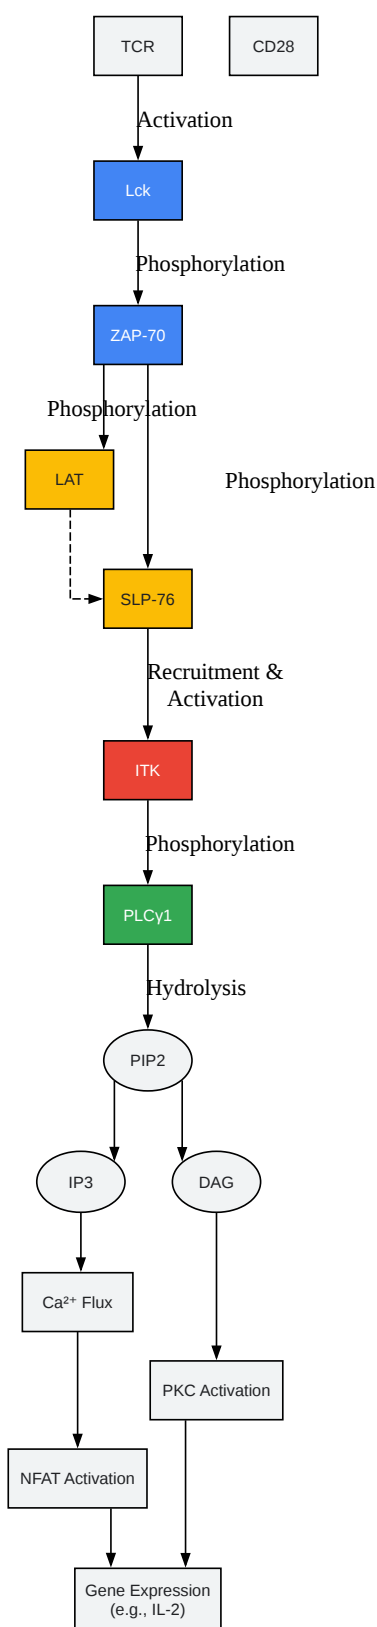 TCR
CD28
Activation
Lck
Phosphorylation
ZAP-70
Phosphorylation
LAT
Phosphorylation
SLP-76
Recruitment &
Activation
ITK
Phosphorylation
PLCγ1
Hydrolysis
PIP2
IP3
DAG
Ca²⁺ Flux
PKC Activation
NFAT Activation
Gene Expression
(e.g., IL-2)